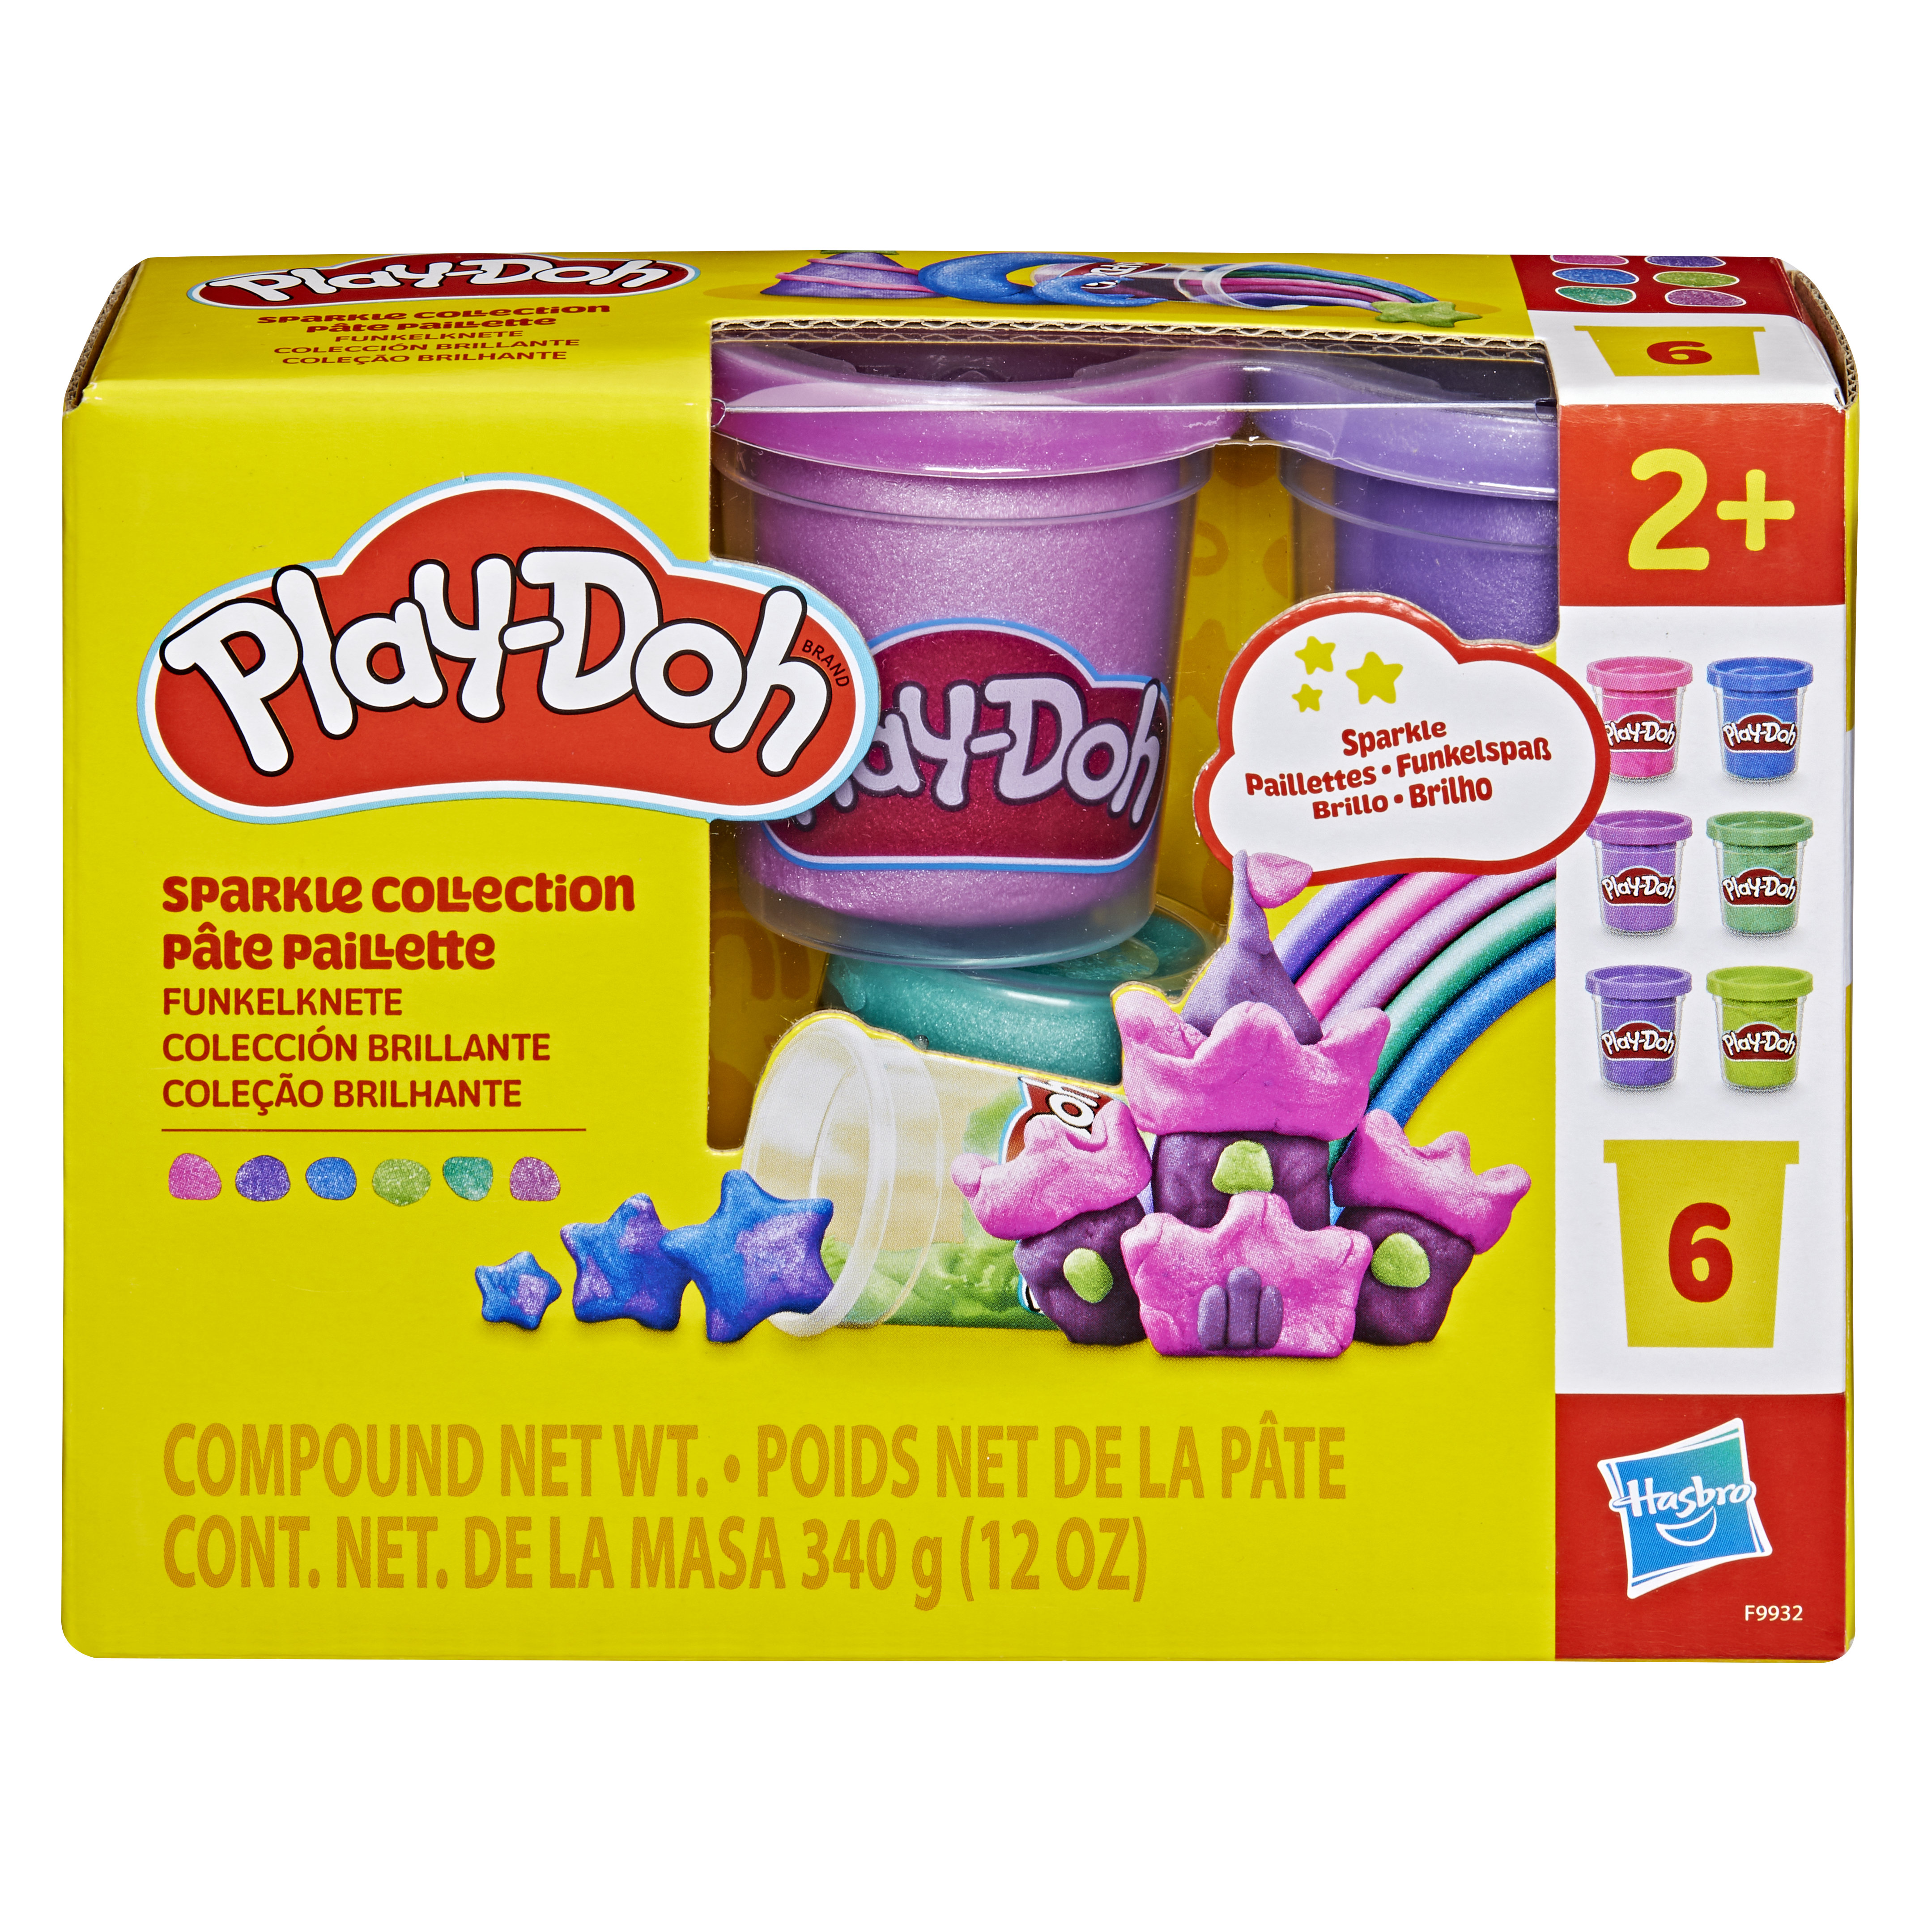 Play-Doh
SPARKLE COLLECTION
PÂTE PAILLETTE
FUNKELKNETE
COLECCIÓN BRILLANTE
COLEÇÃO BRILHANTE
6
2+
Play-Doh
BRAND
ay-Doh
Sparkle
Paillettes • Funkelspaß
Brillo • Brilho
Play-Doh Play-Doh
Play-Doh Play-Doh
Play-Doh Play-Doh
SPARKLE COLLECTION
PÂTE PAILLETTE
FUNKELKNETE
COLECCIÓN BRILLANTE
COLEÇÃO BRILHANTE
oh
6
COMPOUND NET WT. • POIDS NET DE LA PÂTE
CONT. NET. DE LA MASA 340 g (12 OZ)
Hasbro
F9932